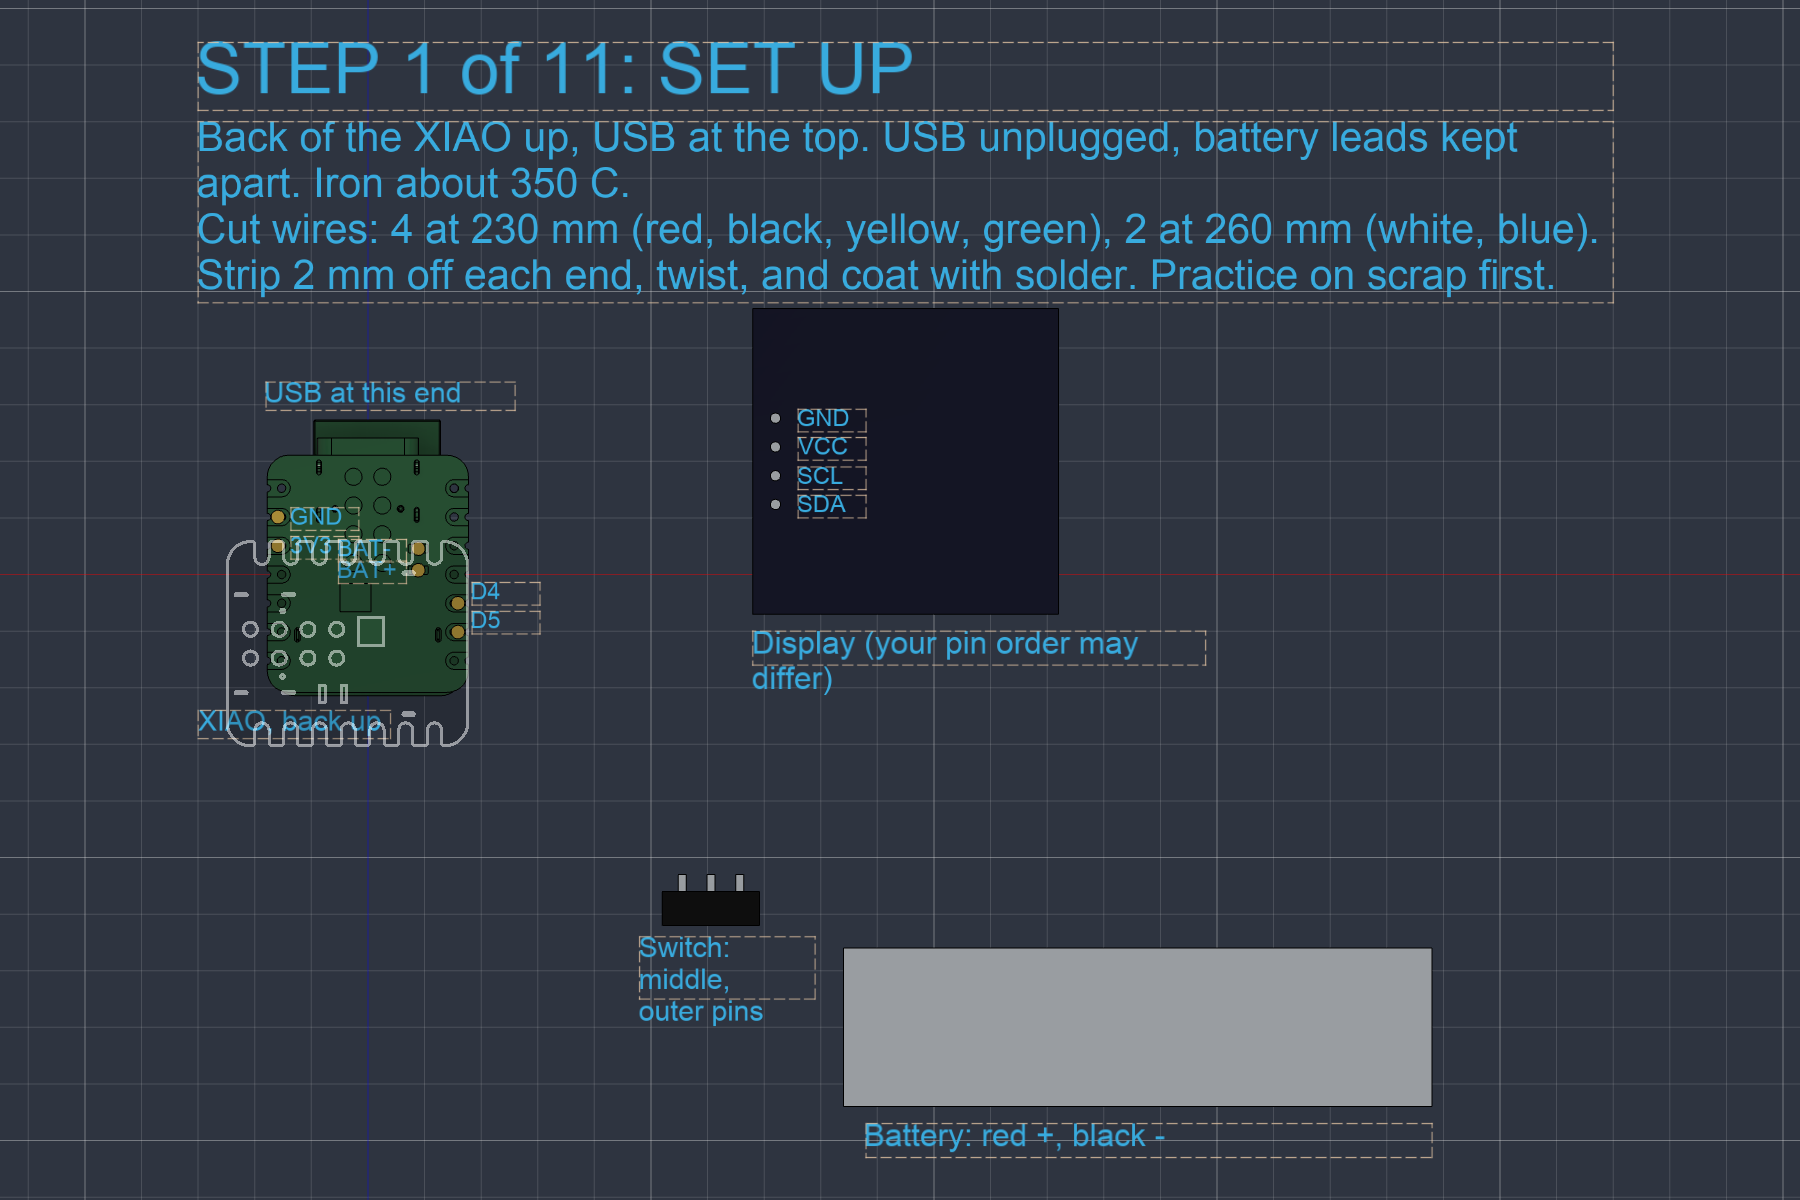 STEP 1 of 11: SET UP
Back of the XIAO up, USB at the top. USB unplugged, battery leads kept
apart. Iron about 350 C.
Cut wires: 4 at 230 mm (red, black, yellow, green), 2 at 260 mm (white, blue).
Strip 2 mm off each end, twist, and coat with solder. Practice on scrap first.
USB at this end
GND
3V3
BAT-
BAT+
D4
D5
XIAO, back up
GND
VCC
SCL
SDA
Display (your pin order may
differ)
Switch:
middle,
outer pins
Battery: red +, black -